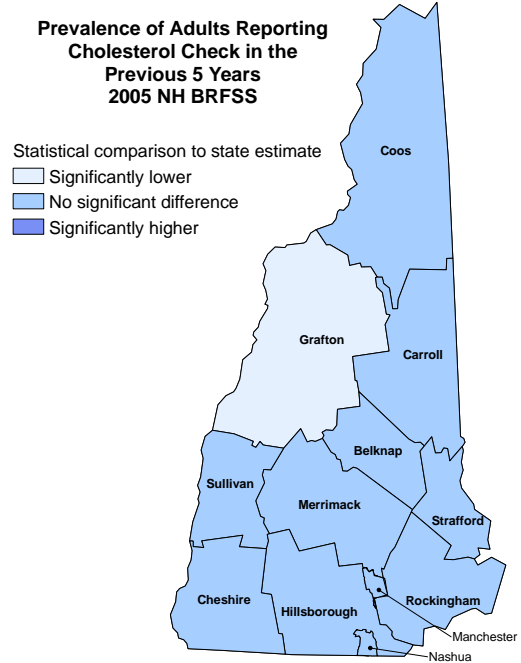 Prevalence of Adults Reporting
Cholesterol Check in the
Previous 5 Years
2005 NH BRFSS
Statistical comparison to state estimate
Significantly lower
No significant difference
Significantly higher
Coos
Grafton
Carroll
Belknap
Sullivan
Merrimack
Strafford
Cheshire
Hillsborough
Rockingham
Manchester
Nashua